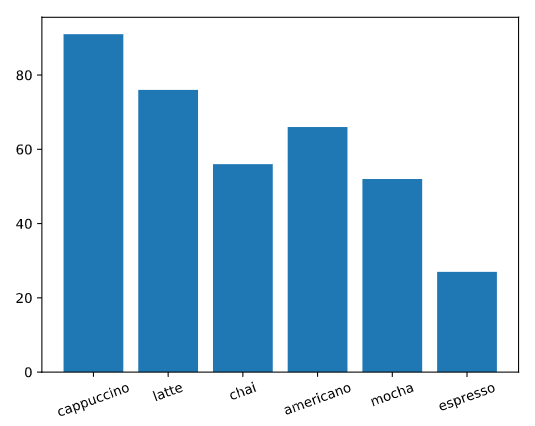 80
60
40
20
0
cappuccino
latte
chai
americano
mocha
espresso